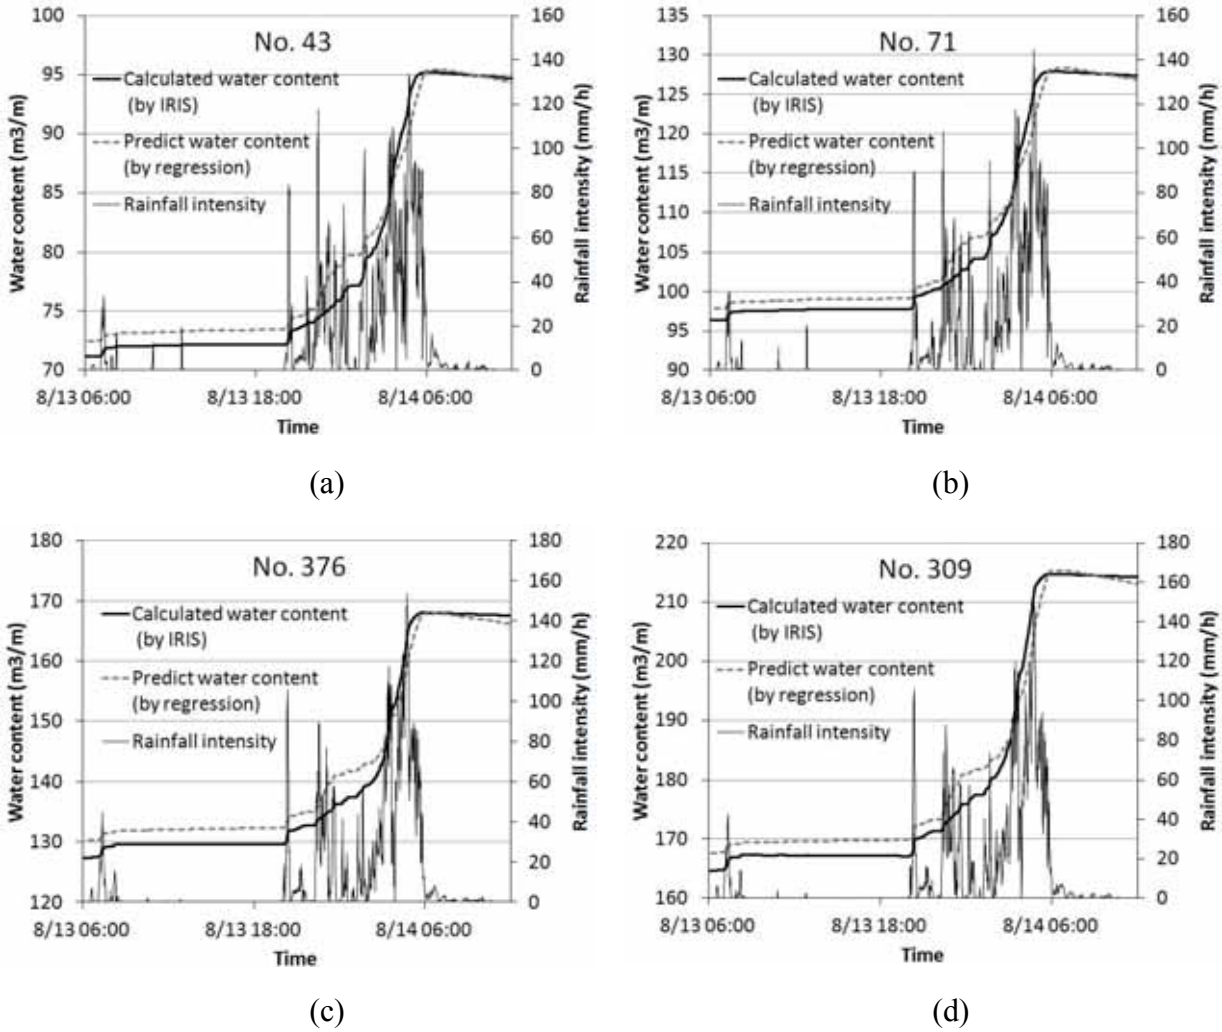 No. 43
Calculated water content
(by IRIS)
Predict water content
(by regression)
Rainfall intensity
Water content (m3/m)
100
95
90
85
80
75
70
Rainfall intensity (mm/h)
160
140
120
100
80
60
40
20
0
8/13 06:00 8/13 18:00 8/14 06:00
Time
(a)
No. 71
Calculated water content
(by IRIS)
Predict water content
(by regression)
Rainfall intensity
Water content (m3/m)
135
130
125
120
115
110
105
100
95
90
Rainfall intensity (mm/h)
160
140
120
100
80
60
40
20
0
8/13 06:00 8/13 18:00 8/14 06:00
Time
(b)
No. 376
Calculated water content
(by IRIS)
Predict water content
(by regression)
Rainfall intensity
Water content (m3/m)
180
170
160
150
140
130
120
Rainfall intensity (mm/h)
180
160
140
120
100
80
60
40
20
0
8/13 06:00 8/13 18:00 8/14 06:00
Time
(c)
No. 309
Calculated water content
(by IRIS)
Predict water content
(by regression)
Rainfall intensity
Water content (m3/m)
220
210
200
190
180
170
160
Rainfall intensity (mm/h)
180
160
140
120
100
80
60
40
20
0
8/13 06:00 8/13 18:00 8/14 06:00
Time
(d)